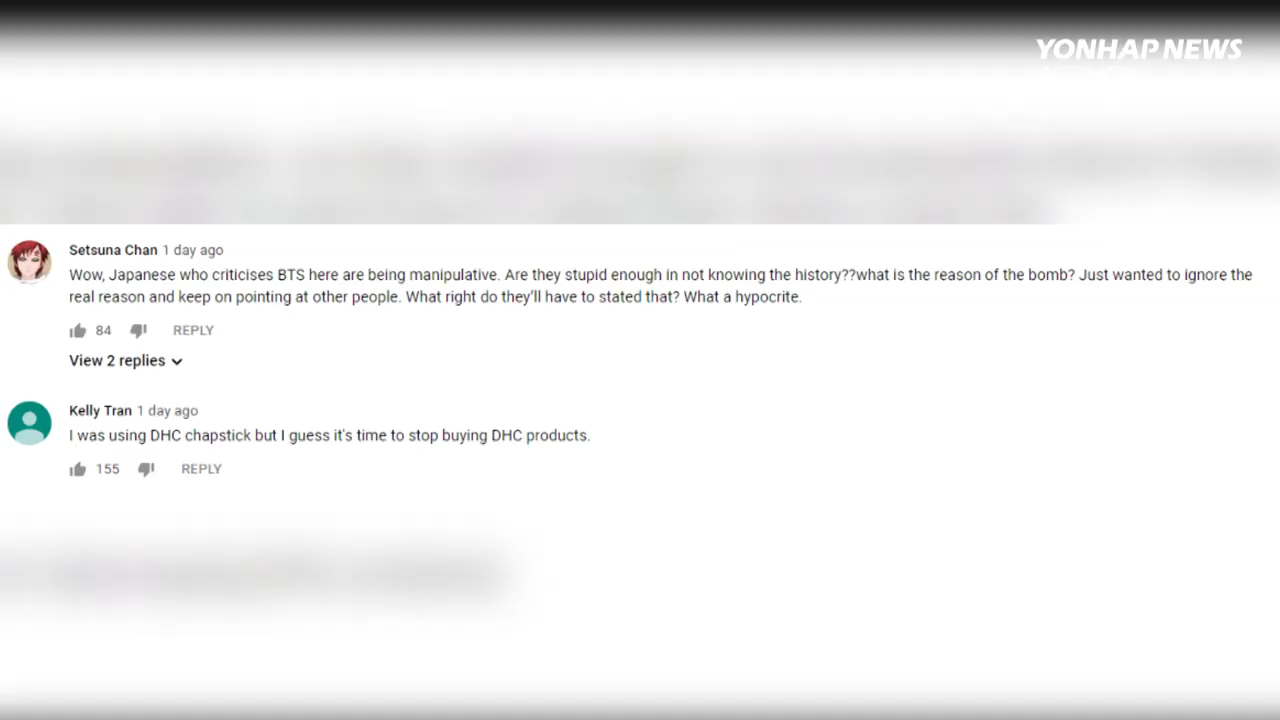 YONHAP NEWS
Setsuna Chan 1 day ago
Wow, Japanese who criticises BTS here are being manipulative. Are they stupid enough in not knowing the history??what is the reason of the bomb? Just wanted to ignore the
real reason and keep on pointing at other people. What right do they'll have to stated that? What a hypocrite.
84 REPLY
View 2 replies
Kelly Tran 1 day ago
I was using DHC chapstick but I guess it's time to stop buying DHC products.
155 REPLY